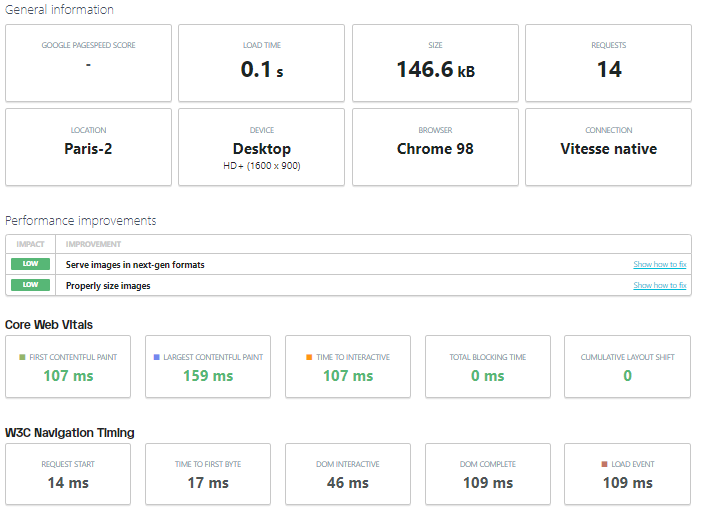 General information
GOOGLE PAGESPEED SCORE
-
LOAD TIME
0.1 s
SIZE
146.6 kB
REQUESTS
14
LOCATION
Paris-2
DEVICE
Desktop
HD+ (1600 x 900)
BROWSER
Chrome 98
CONNECTION
Vitesse native
Performance improvements
IMPACT IMPROVEMENT
LOW Serve images in next-gen formats Show how to fix
LOW Properly size images Show how to fix
Core Web Vitals
FIRST CONTENTFUL PAINT
107 ms
LARGEST CONTENTFUL PAINT
159 ms
TIME TO INTERACTIVE
107 ms
TOTAL BLOCKING TIME
0 ms
CUMULATIVE LAYOUT SHIFT
0
W3C Navigation Timing
REQUEST START
14 ms
TIME TO FIRST BYTE
17 ms
DOM INTERACTIVE
46 ms
DOM COMPLETE
109 ms
LOAD EVENT
109 ms